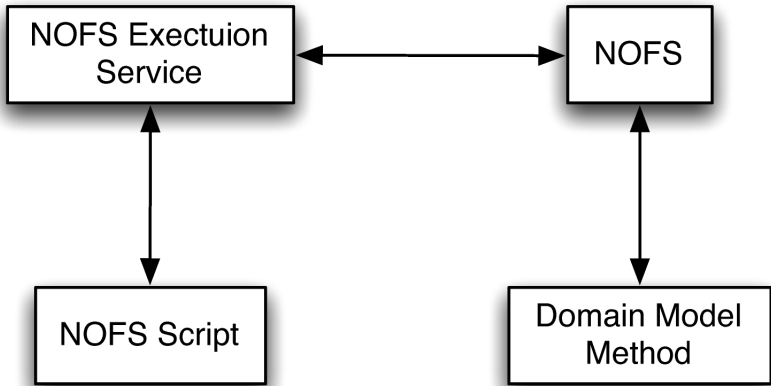 NOFS Exectuion
Service
NOFS
NOFS Script
Domain Model
Method